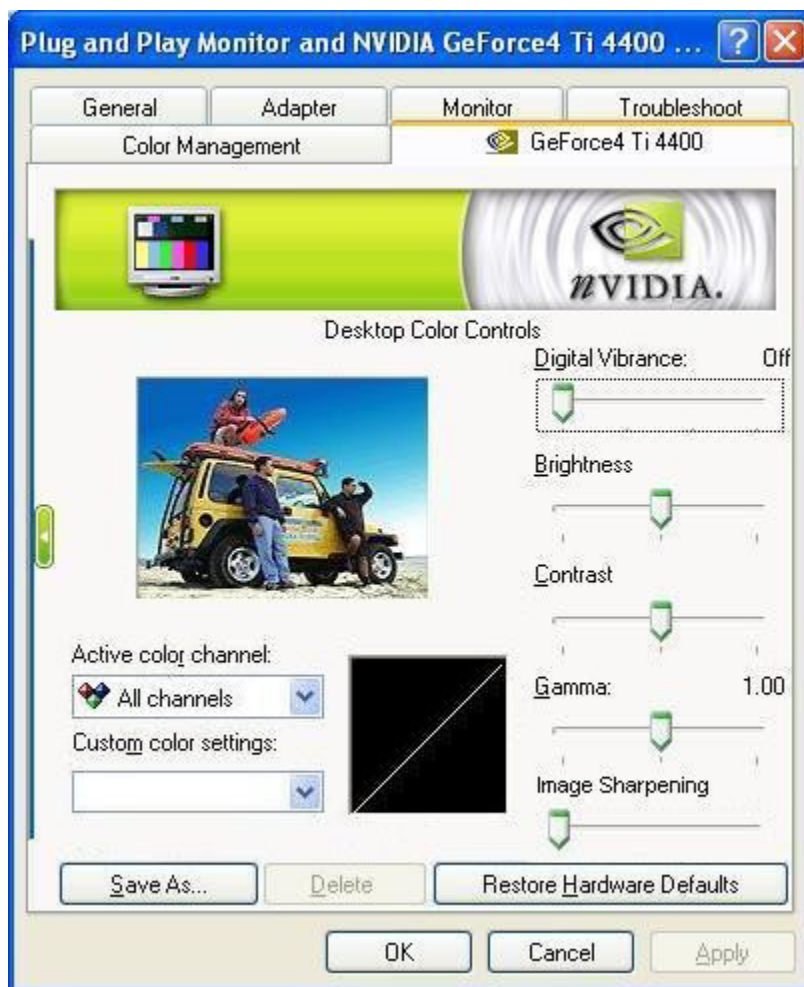 Plug and Play Monitor and NVIDIA GeForce4 Ti 4400 ...
General
Adapter
Monitor
Troubleshoot
Color Management
GeForce4 Ti 4400
nVIDIA.
Desktop Color Controls
Digital Vibrance: Off
Brightness
Contrast
Active color channel:
All channels
Gamma: 1.00
Custom color settings:
Image Sharpening
Save As...
Delete
Restore Hardware Defaults
OK
Cancel
Apply